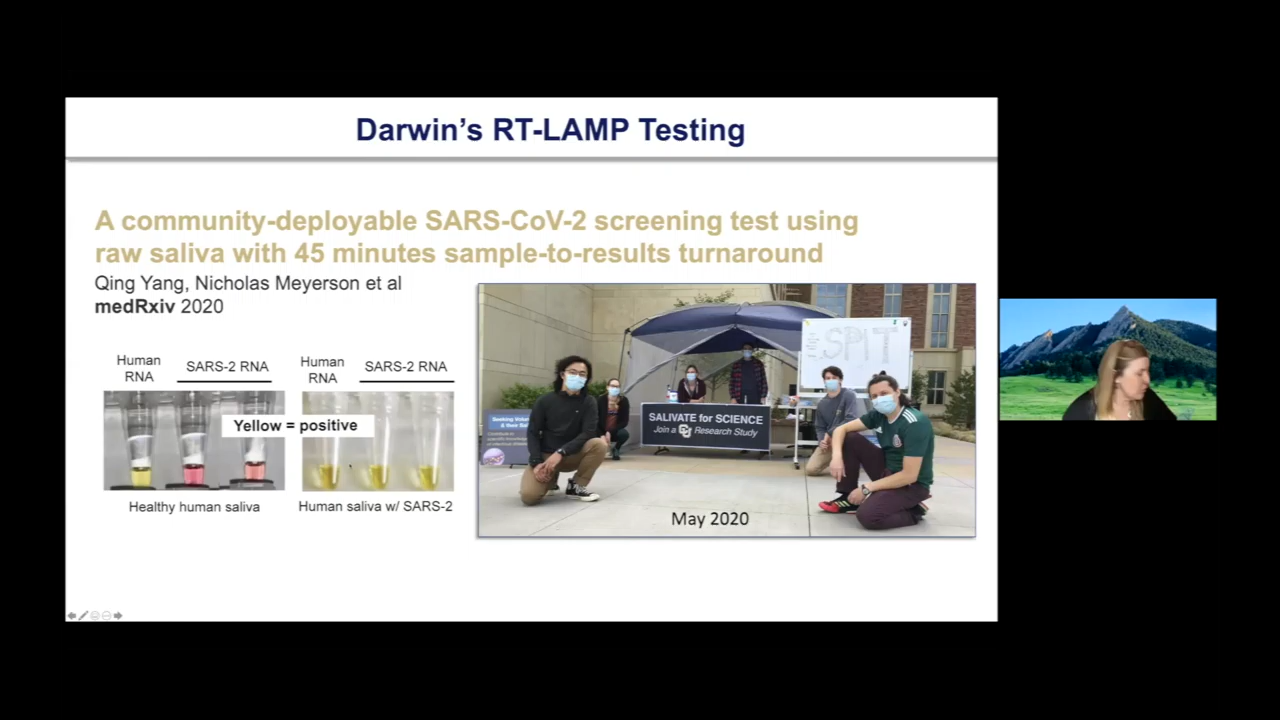 Darwin's RT-LAMP Testing
A community-deployable SARS-CoV-2 screening test using
raw saliva with 45 minutes sample-to-results turnaround
Qing Yang, Nicholas Meyerson et al
medRxiv 2020
Human
RNA
SARS-2 RNA
Human
RNA
SARS-2 RNA
Yellow = positive
Healthy human saliva
Human saliva w/ SARS-2
SPiT
SALIVATE for SCIENCE
Join a CU Research Study
Seeking
& their
May 2020